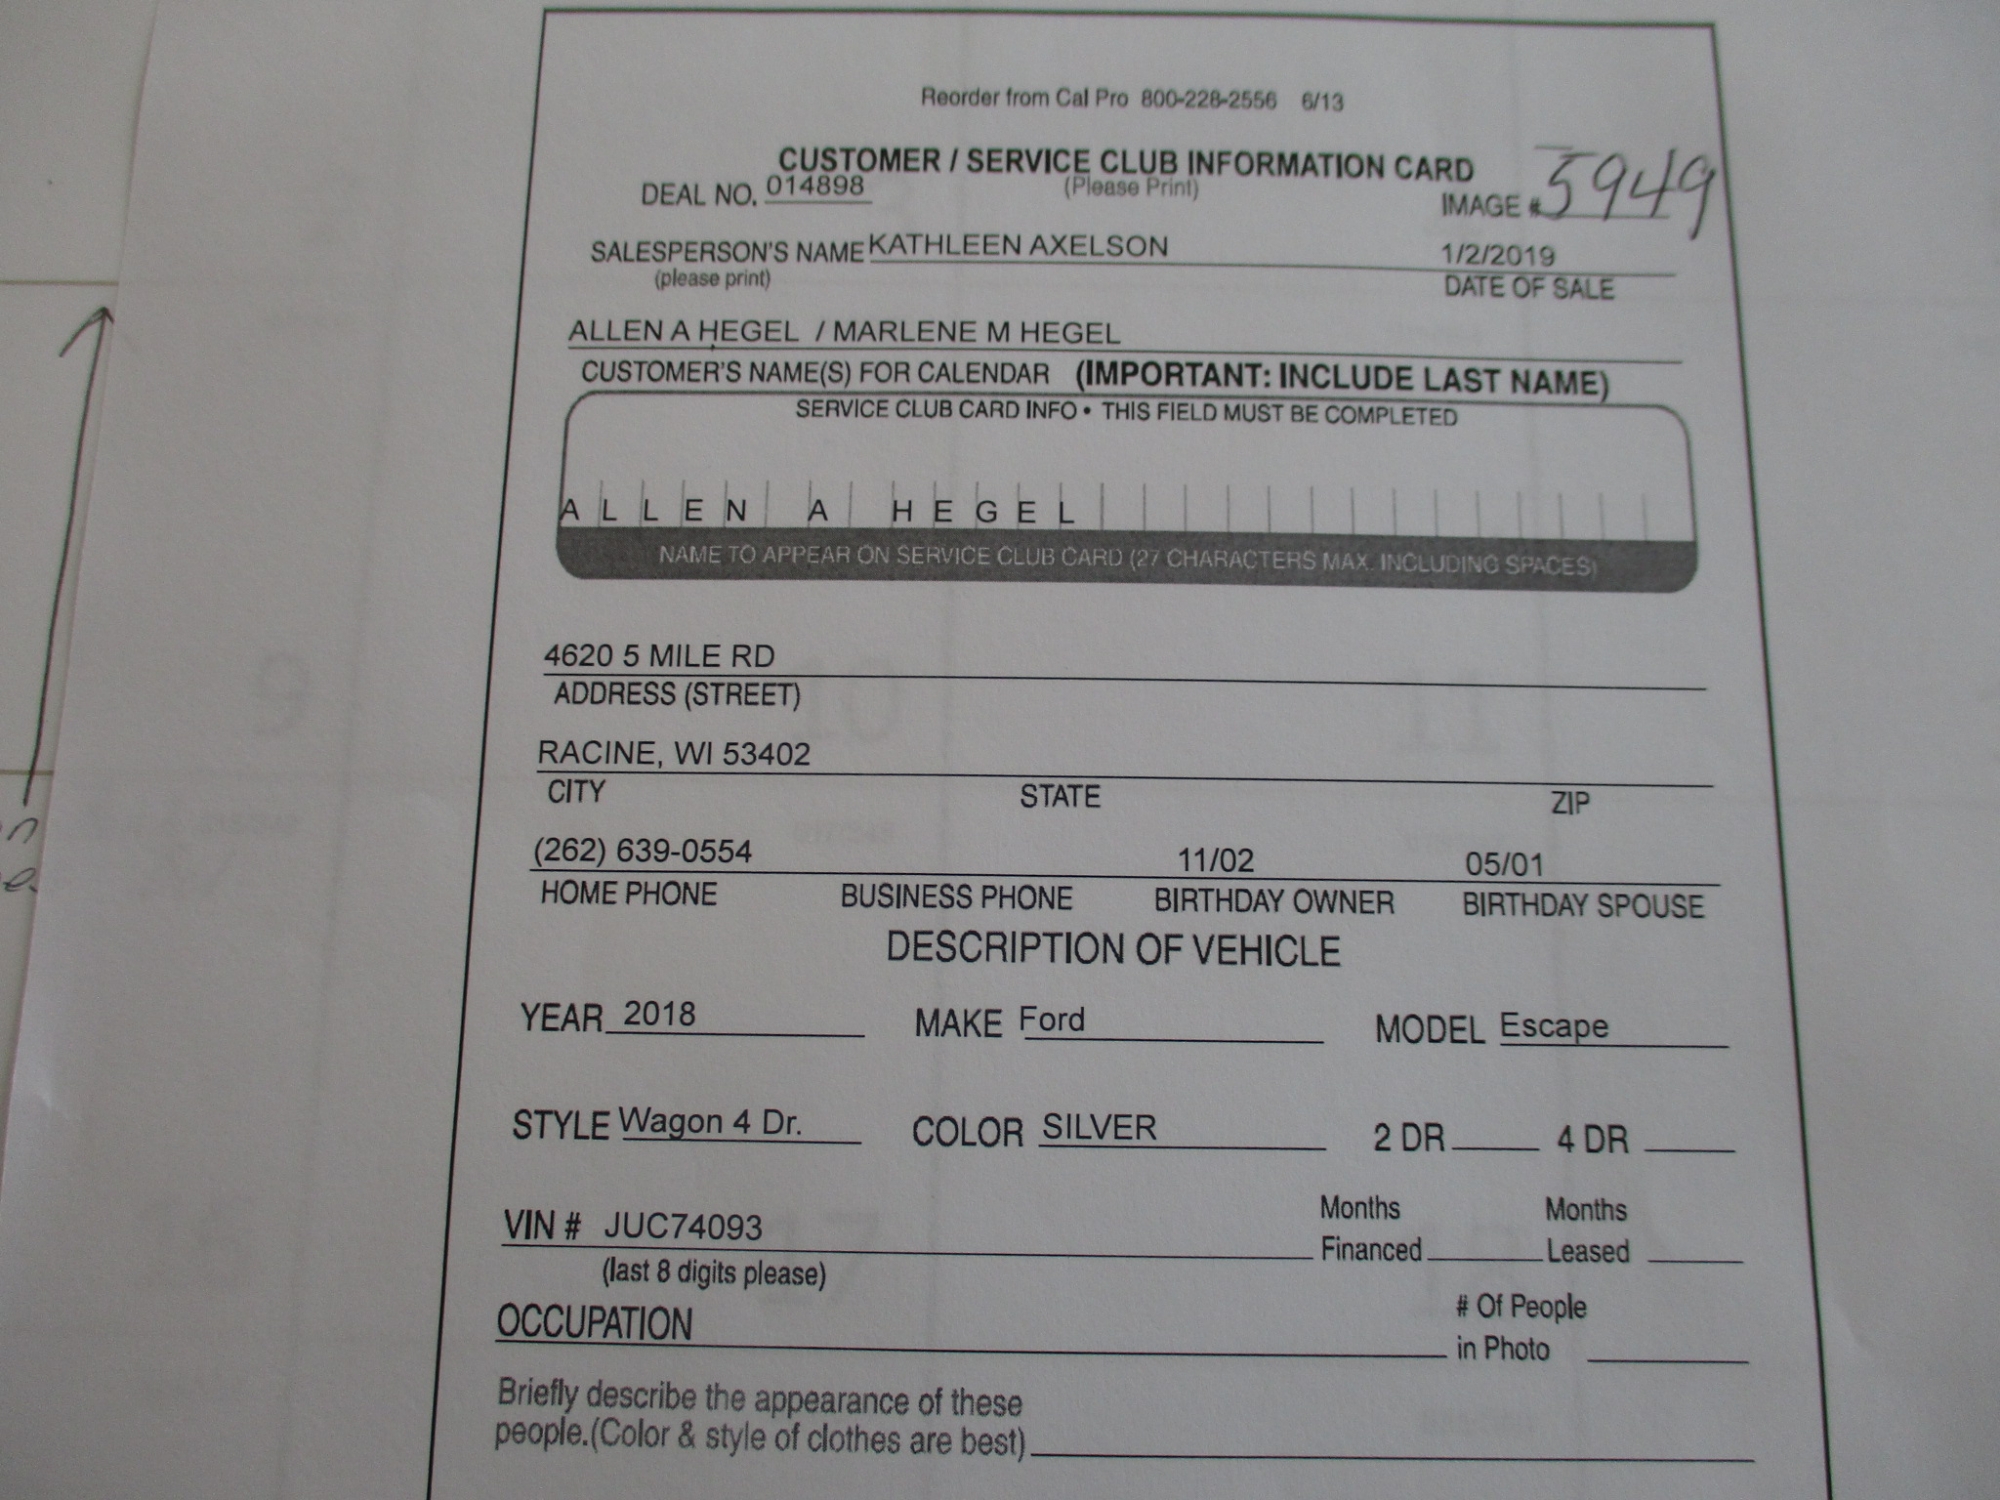 Reorder from Cal Pro 800-228-2556 6/13
CUSTOMER / SERVICE CLUB INFORMATION CARD
DEAL NO. 014898 (Please Print) IMAGE # 5949
SALESPERSON'S NAME KATHLEEN AXELSON 1/2/2019
(please print) DATE OF SALE
ALLEN A HEGEL / MARLENE M HEGEL
CUSTOMER'S NAME(S) FOR CALENDAR (IMPORTANT: INCLUDE LAST NAME)
SERVICE CLUB CARD INFO • THIS FIELD MUST BE COMPLETED
ALLEN A HEGEL
NAME TO APPEAR ON SERVICE CLUB CARD (27 CHARACTERS MAX. INCLUDING SPACES)
4620 5 MILE RD
ADDRESS (STREET)
9 10 11
RACINE, WI 53402
CITY STATE ZIP
(262) 639-0554 11/02 05/01
HOME PHONE BUSINESS PHONE BIRTHDAY OWNER BIRTHDAY SPOUSE
DESCRIPTION OF VEHICLE
YEAR 2018 MAKE Ford MODEL Escape
STYLE Wagon 4 Dr. COLOR SILVER 2 DR 4 DR
Months Months
VIN # JUC74093 Financed Leased
(last 8 digits please)
17
# Of People
OCCUPATION in Photo
Briefly describe the appearance of these
people.(Color & style of clothes are best)